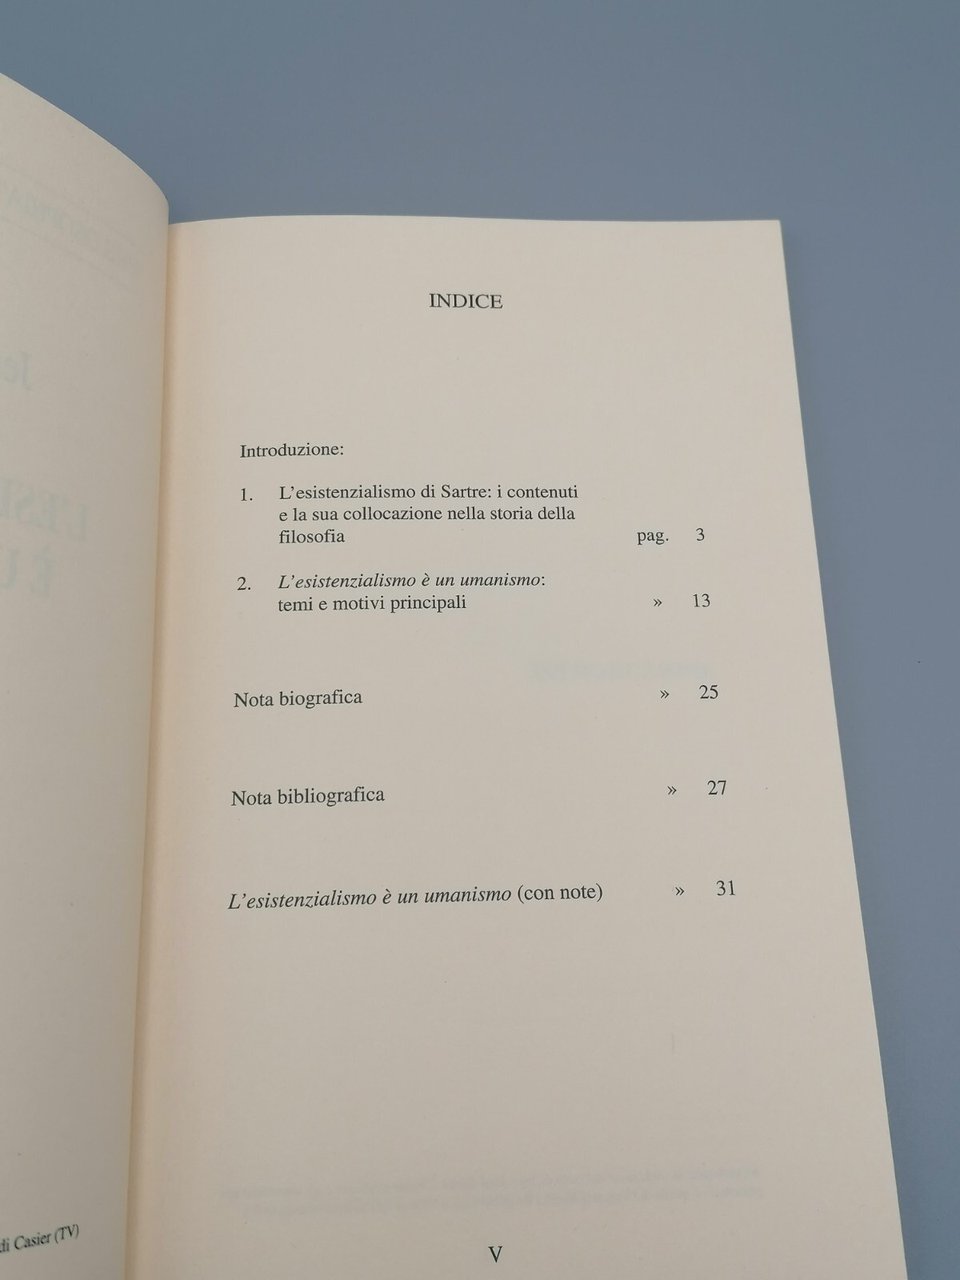 di Casier (TV)
INDICE
Introduzione:
1. L'esistenzialismo di Sartre: i contenuti
e la sua collocazione nella storia della
filosofia pag. 3
2. L'esistenzialismo è un umanismo:
temi e motivi principali » 13
Nota biografica » 25
Nota bibliografica » 27
L'esistenzialismo è un umanismo (con note) » 31
V